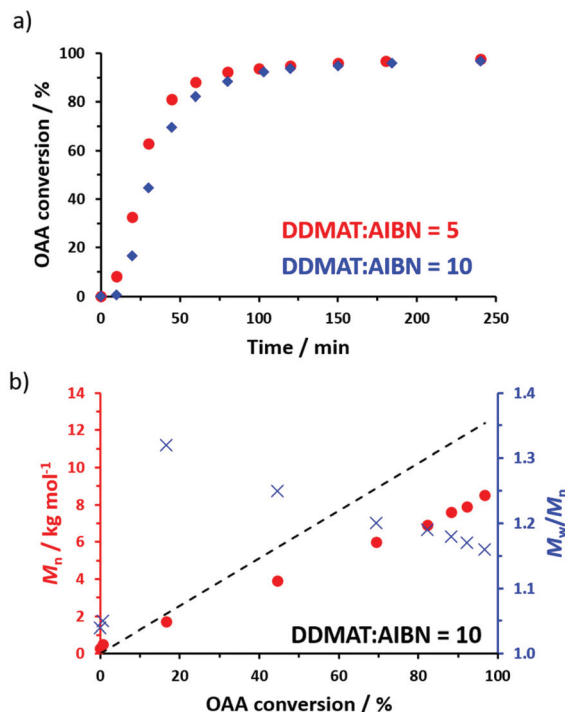 a)
100
80
60
40
20
0
OAA conversion / %
DDMAT:AIBN = 5
DDMAT:AIBN = 10
0 50 100 150 200 250
Time / min
b)
14
12
10
8
6
4
2
0
Mn / kg mol-1
1.4
1.3
1.2
1.1
1.0
Mw/Mn
DDMAT:AIBN = 10
0 20 40 60 80 100
OAA conversion / %